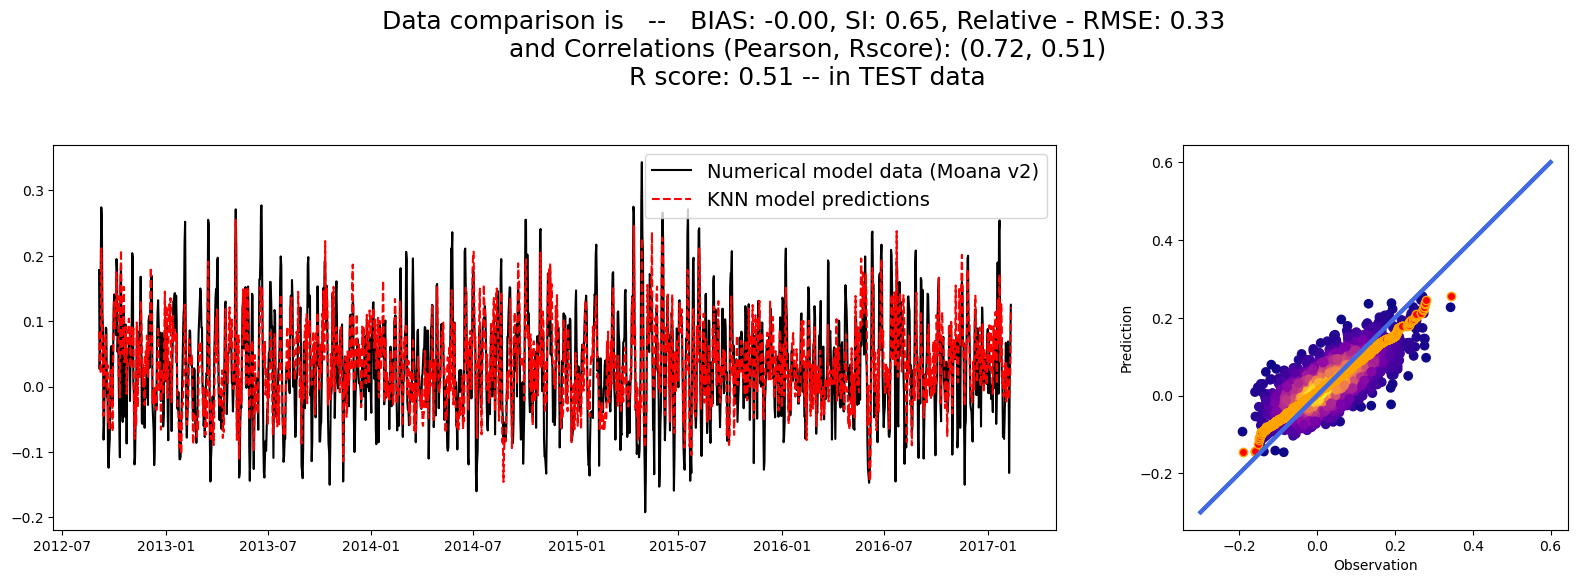 Data comparison is   --   BIAS: -0.00, SI: 0.65, Relative - RMSE: 0.33
and Correlations (Pearson, Rscore): (0.72, 0.51)
R score: 0.51 -- in TEST data
Numerical model data (Moana v2)
KNN model predictions
0.3
0.2
0.1
0.0
−0.1
−0.2
2012-07 2013-01 2013-07 2014-01 2014-07 2015-01 2015-07 2016-01 2016-07 2017-01
Prediction
0.6
0.4
0.2
0.0
−0.2
−0.2 0.0 0.2 0.4 0.6
Observation